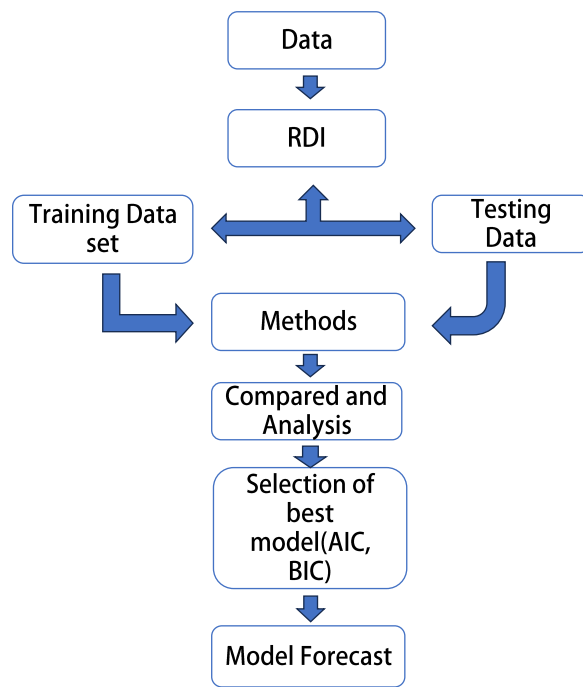 Data
RDI
Training Data
set
Testing
Data
Methods
Compared and
Analysis
Selection of
best
model(AIC,
BIC)
Model Forecast